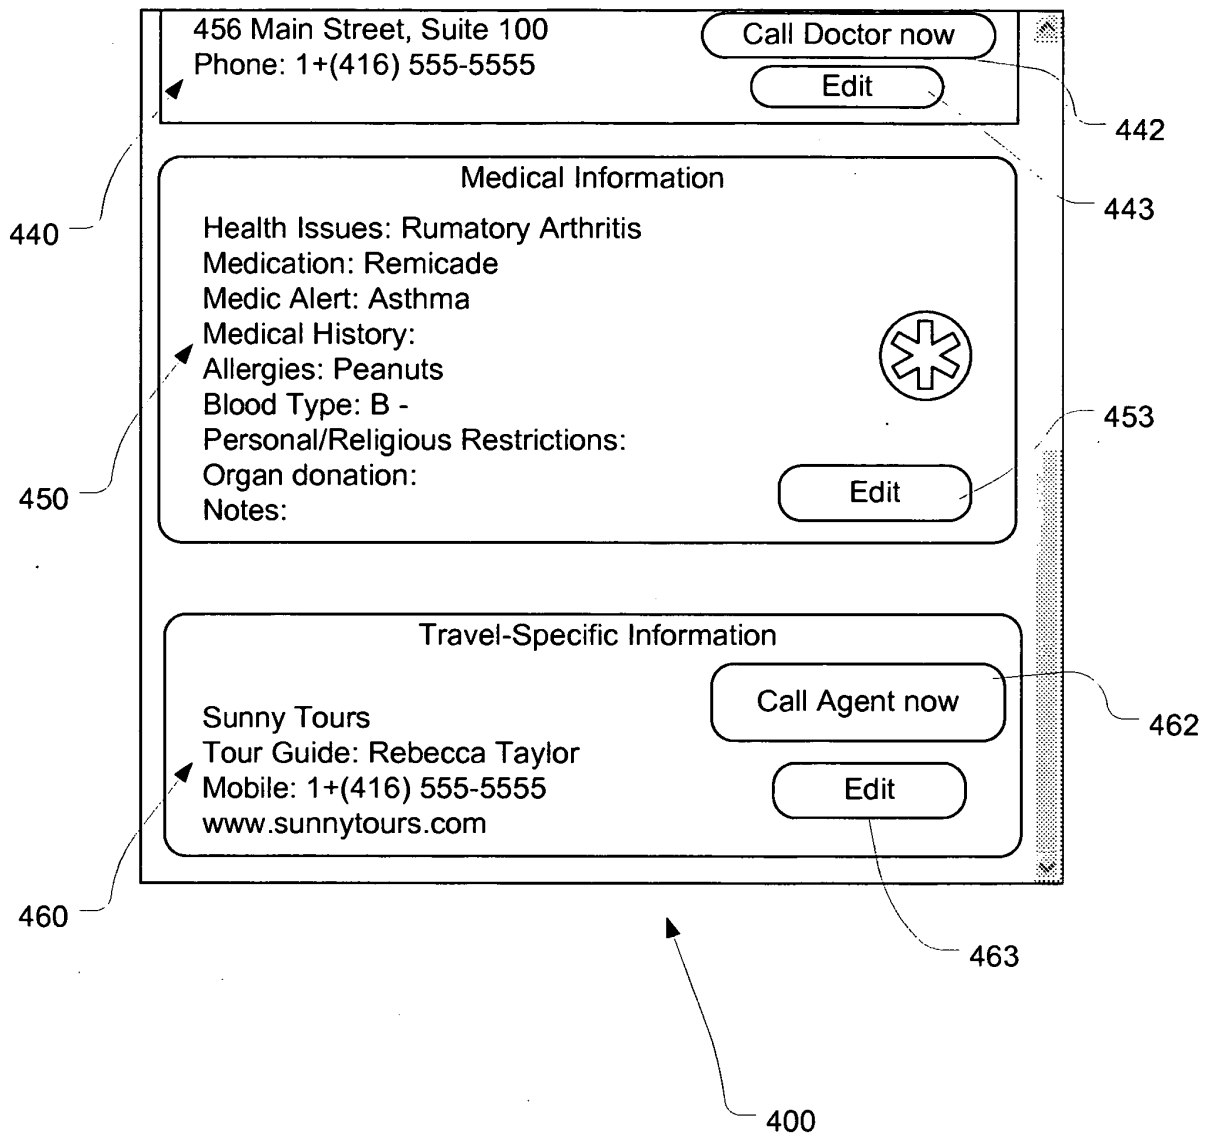 456 Main Street, Suite 100
Phone: 1+(416) 555-5555
Call Doctor now
Edit
442
443
440
Medical Information
Health Issues: Rumatory Arthritis
Medication: Remicade
Medic Alert: Asthma
Medical History:
Allergies: Peanuts
Blood Type: B -
Personal/Religious Restrictions:
Organ donation:
Notes:
Edit
453
450
Travel-Specific Information
Sunny Tours
Tour Guide: Rebecca Taylor
Mobile: 1+(416) 555-5555
www.sunnytours.com
Call Agent now
Edit
462
460
463
400